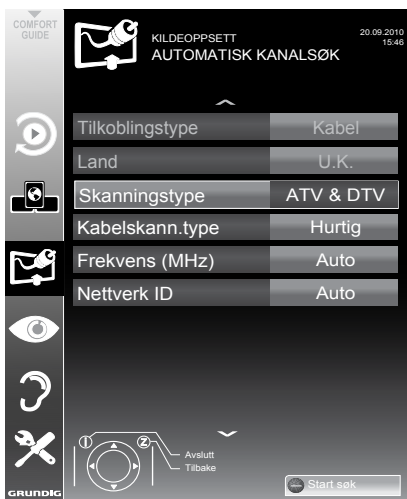 COMFORT
GUIDE
KILDEOPPSETT
AUTOMATISK KANALSØK
20.09.2010
15:46
Tilkoblingstype Kabel
Land U.K.
Skanningstype ATV & DTV
Kabelskann.type Hurtig
Frekvens (MHz) Auto
Nettverk ID Auto
Z
Avslutt
Tilbake
Start søk
GRUNDIG